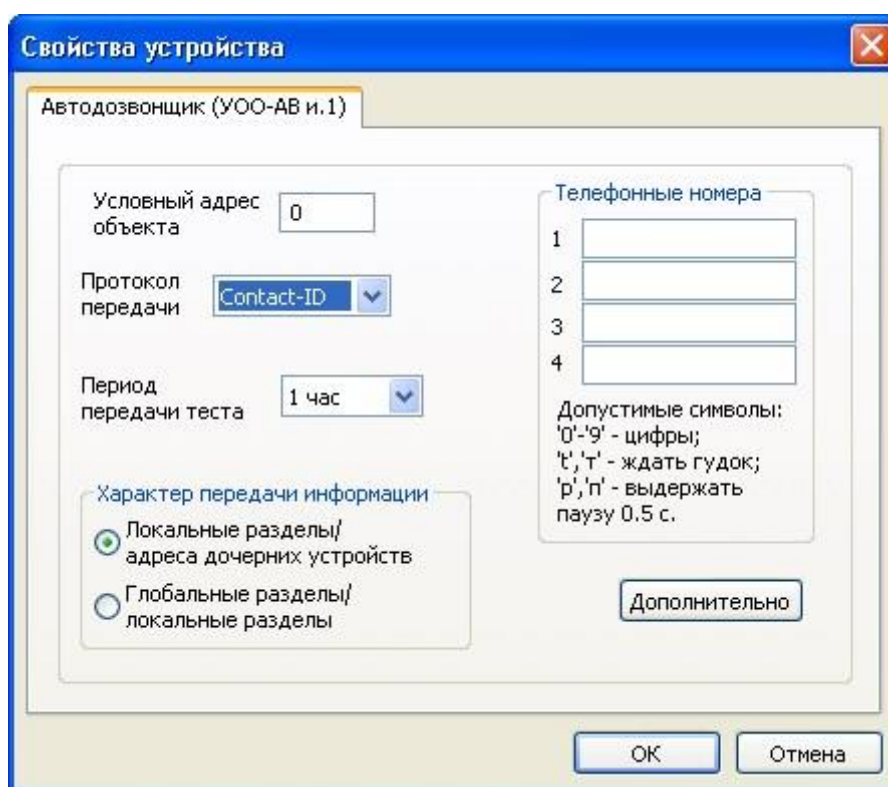 Свойства устройства
Автодозвонщик (УОО-АВ и.1)
Условный адрес
объекта
0
Протокол
передачи
Contact-ID
Период
передачи теста
1 час
Характер передачи информации
Локальные разделы/
адреса дочерних устройств
Глобальные разделы/
локальные разделы
Телефонные номера
1
2
3
4
Допустимые символы:
'0'-'9' - цифры;
't','т' - ждать гудок;
'p','п' - выдержать
паузу 0.5 с.
Дополнительно
ОК
Отмена